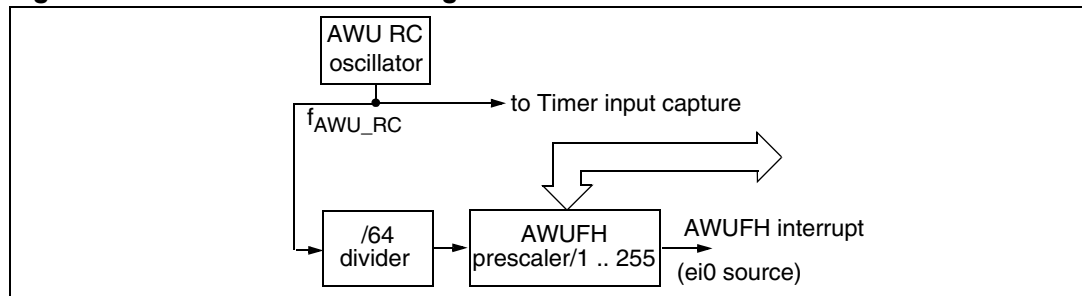 AWU RC
oscillator
to Timer input capture
fAWU_RC
/64
divider
AWUFH
prescaler/1 .. 255
AWUFH interrupt
(ei0 source)